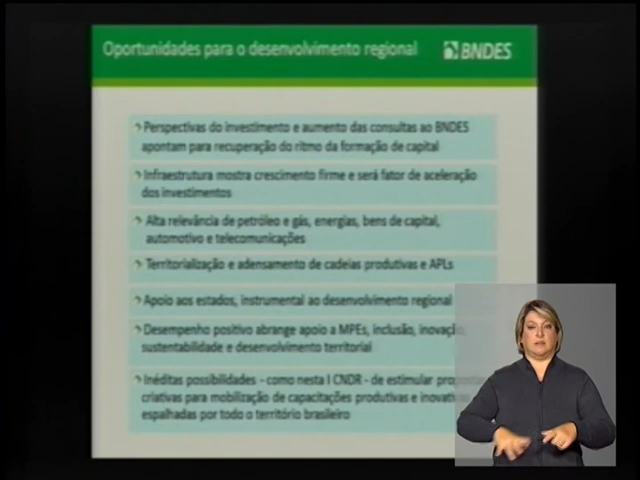 Oportunidades para o desenvolvimento regional
BNDES
Perspectivas do investimento e aumento das consultas ao BNDES
apontam para recuperação do ritmo da formação de capital
Infraestrutura mostra crescimento firme e será fator de aceleração
dos investimentos
Alta relevância de petróleo e gás, energias, bens de capital,
automotivo e telecomunicações
Territorialização e adensamento de cadeias produtivas e APLs
Apoio aos estados, instrumental ao desenvolvimento regional
Desempenho positivo abrange apoio a MPEs, inclusão, inovação,
sustentabilidade e desenvolvimento territorial
Inéditas possibilidades - como nesta I CNDR - de estimular propostas
criativas para mobilização de capacitações produtivas e inovativas
espalhadas por todo o território brasileiro